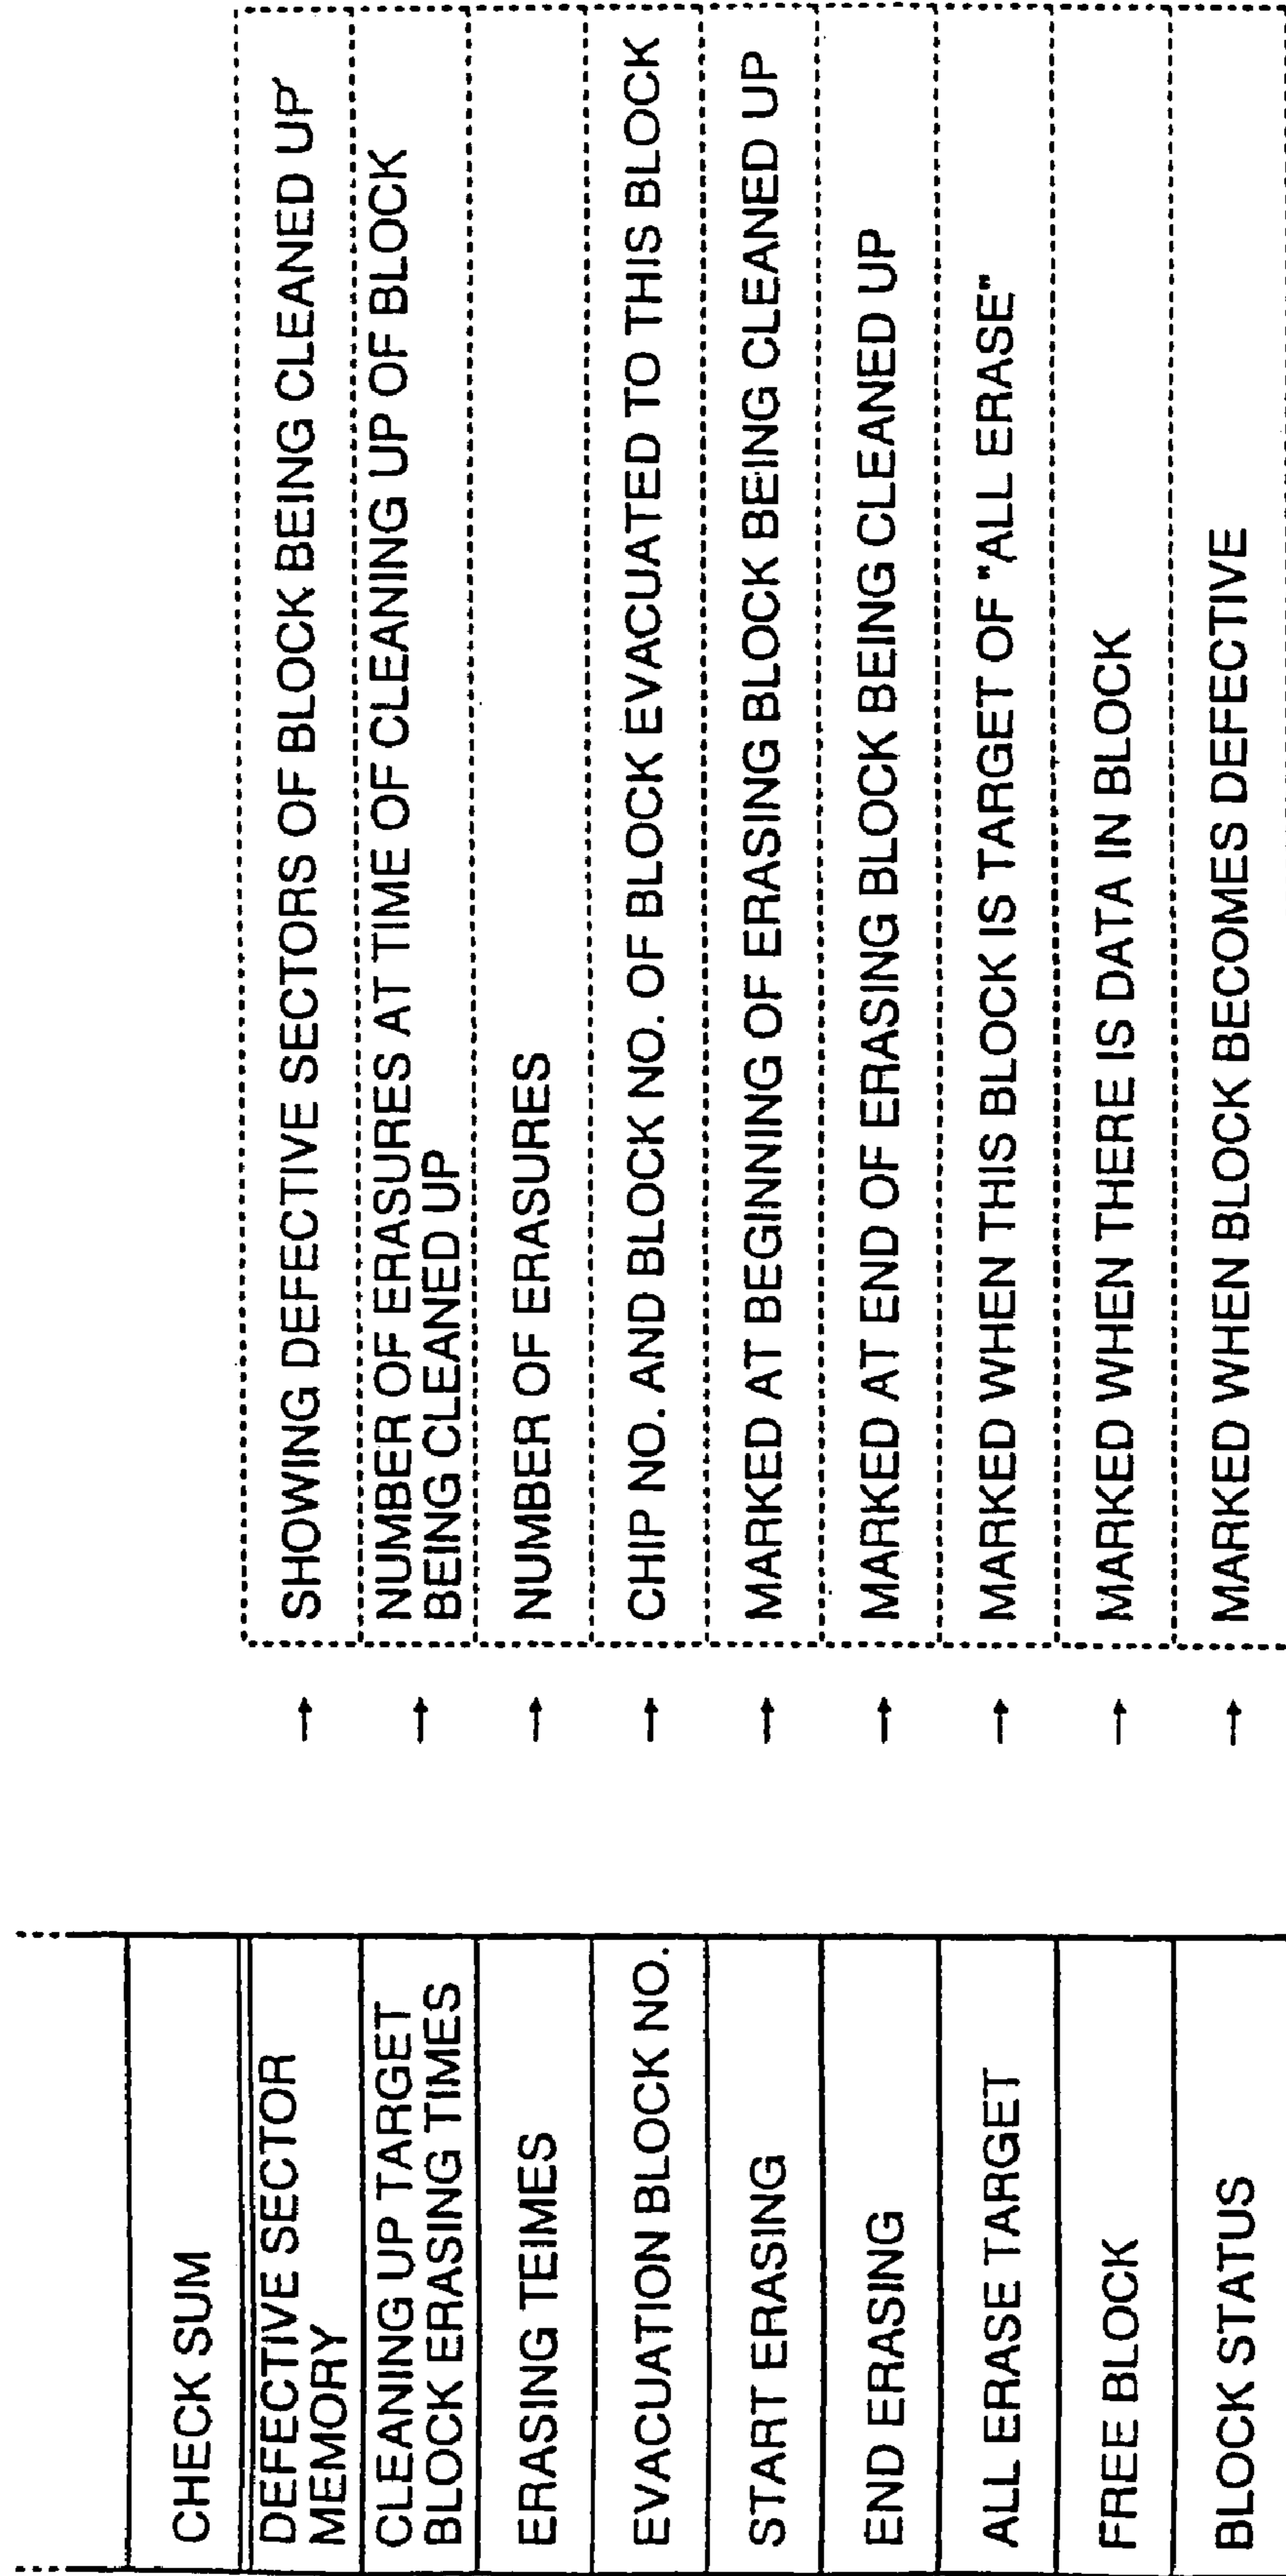 CHECK SUM
DEFECTIVE SECTOR
MEMORY
SHOWING DEFECTIVE SECTORS OF BLOCK BEING CLEANED UP
CLEANING UP TARGET
BLOCK ERASING TIMES
NUMBER OF ERASURES AT TIME OF CLEANING UP OF BLOCK
BEING CLEANED UP
ERASING TEIMES
NUMBER OF ERASURES
EVACUATION BLOCK NO.
CHIP NO. AND BLOCK NO. OF BLOCK EVACUATED TO THIS BLOCK
START ERASING
MARKED AT BEGINNING OF ERASING BLOCK BEING CLEANED UP
END ERASING
MARKED AT END OF ERASING BLOCK BEING CLEANED UP
ALL ERASE TARGET
MARKED WHEN THIS BLOCK IS TARGET OF "ALL ERASE"
FREE BLOCK
MARKED WHEN THERE IS DATA IN BLOCK
BLOCK STATUS
MARKED WHEN BLOCK BECOMES DEFECTIVE